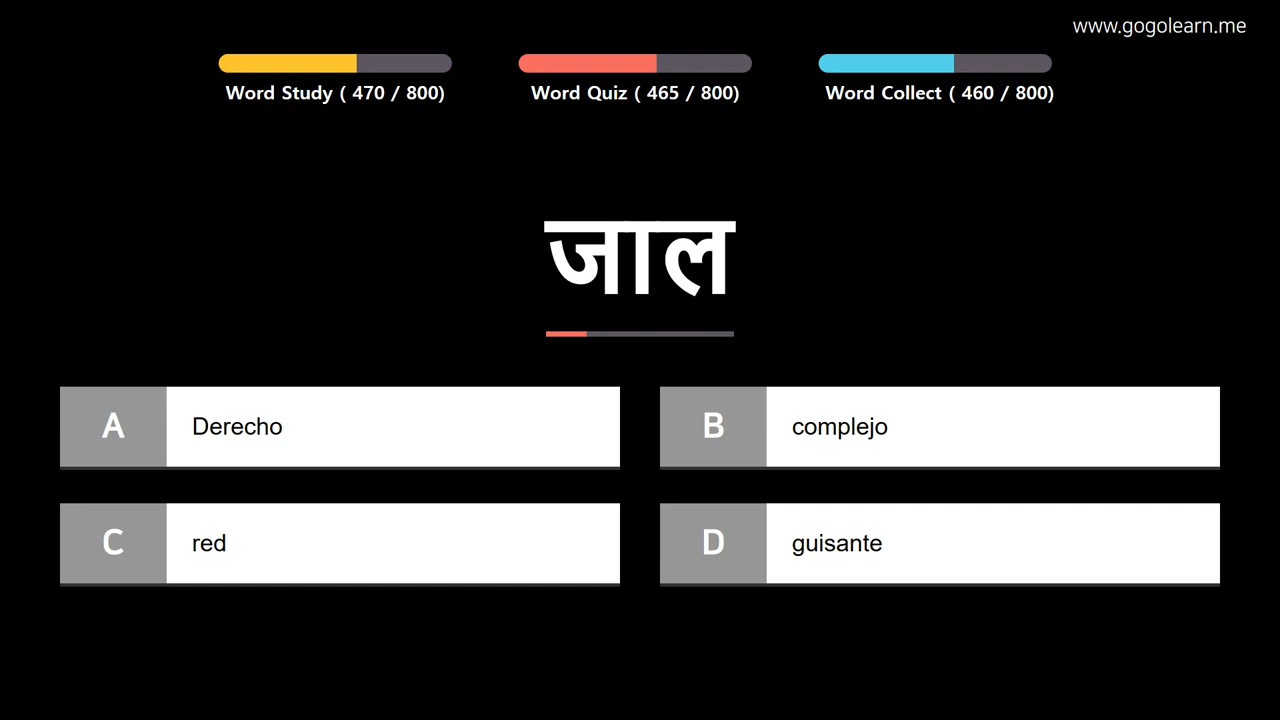 www.gogolearn.me
Word Study ( 470 / 800)
Word Quiz ( 465 / 800)
Word Collect ( 460 / 800)
जाल
A
Derecho
B
complejo
C
red
D
guisante